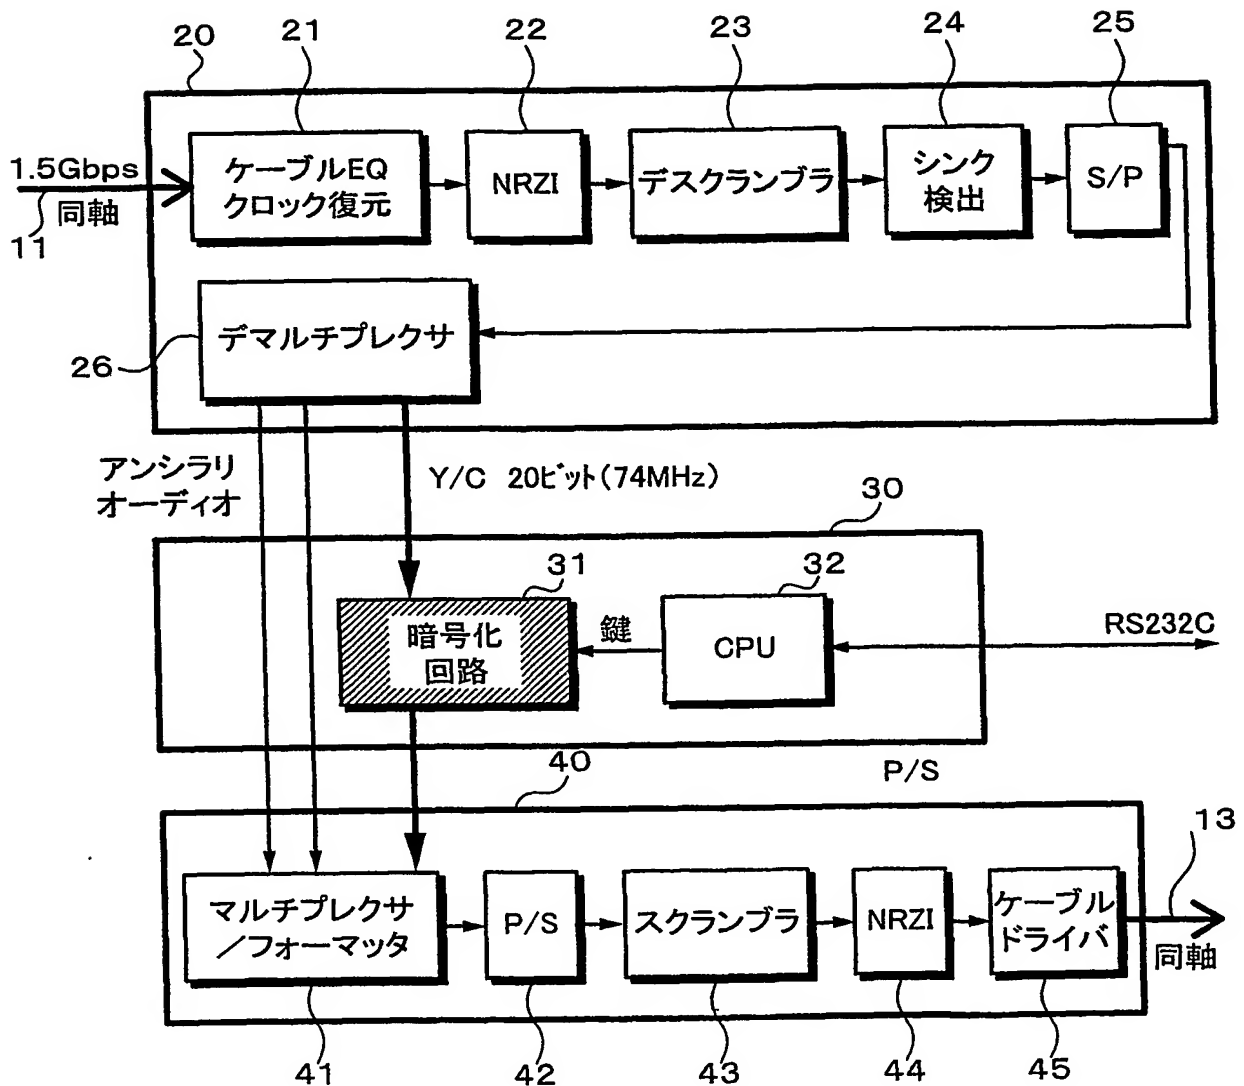 20
21
22
23
24
25
1.5Gbps
同軸
11
ケーブルEQ
クロック復元
NRZI
デスクランブラ
シンク
検出
S/P
デマルチプレクサ
26
アンシラリ
オーディオ
Y/C 20ビット(74MHz)
30
31
32
暗号化
回路
鍵
CPU
RS232C
P/S
40
13
マルチプレクサ
/フォーマッタ
P/S
スクランブラ
NRZI
ケーブル
ドライバ
同軸
41
42
43
44
45